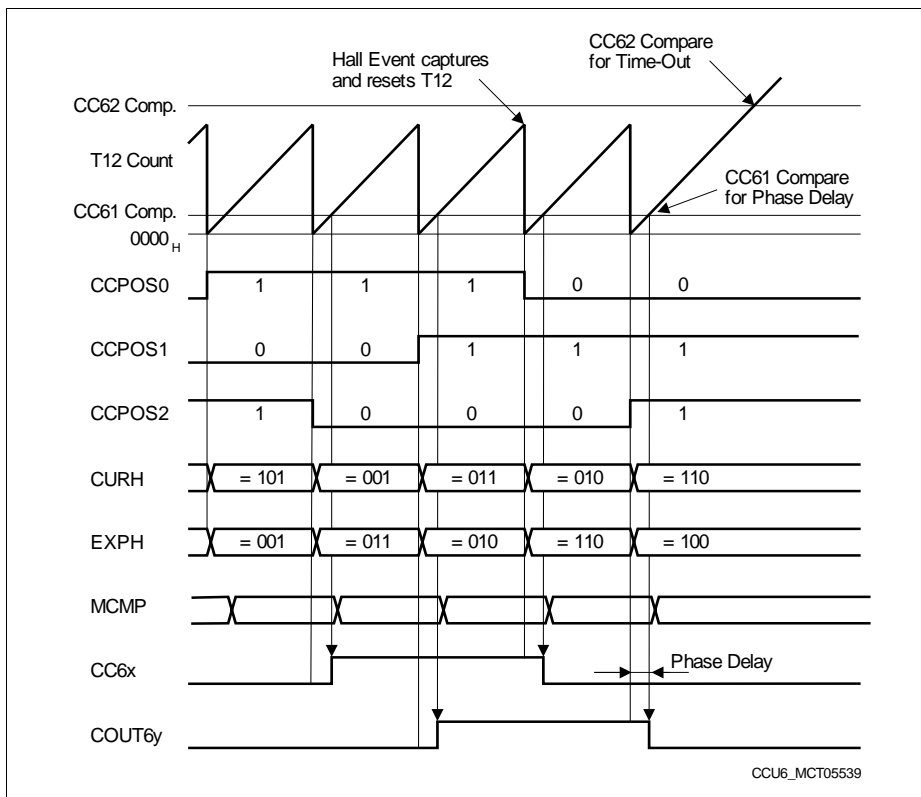 CC62 Compare
for Time-Out
Hall Event captures
and resets T12
CC62 Comp.
T12 Count
CC61 Compare
for Phase Delay
CC61 Comp.
0000 H
CCPOS0 1 1 1 0 0
CCPOS1 0 0 1 1 1
CCPOS2 1 0 0 0 1
CURH = 101 = 001 = 011 = 010 = 110
EXPH = 001 = 011 = 010 = 110 = 100
MCMP
CC6x
Phase Delay
COUT6y
CCU6_MCT05539